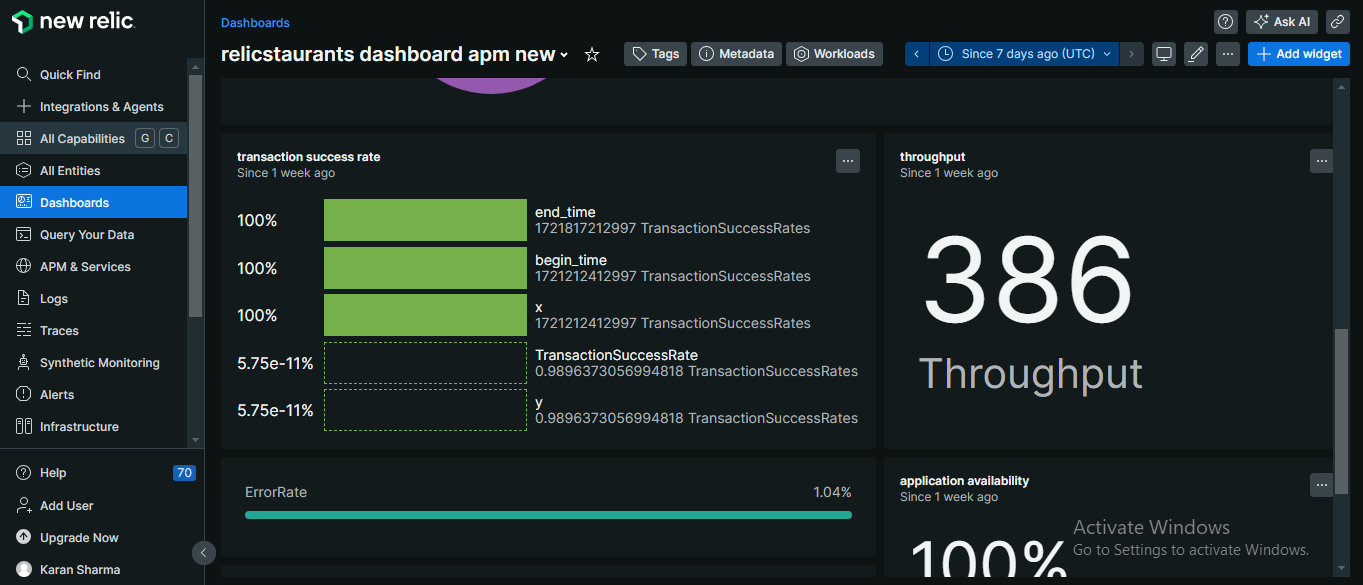 new relic.
Quick Find
Integrations & Agents
All Capabilities G C
All Entities
Dashboards
Query Your Data
APM & Services
Logs
Traces
Synthetic Monitoring
Alerts
Infrastructure
Help 70
Add User
Upgrade Now
Karan Sharma
Dashboards
Ask AI
relicstaurants dashboard apm new
Tags Metadata Workloads
Since 7 days ago (UTC)
Add widget
transaction success rate
Since 1 week ago
100%
end_time
1721817212997 TransactionSuccessRates
100%
begin_time
1721212412997 TransactionSuccessRates
100%
x
1721212412997 TransactionSuccessRates
5.75e-11%
TransactionSuccessRate
0.9896373056994818 TransactionSuccessRates
5.75e-11%
y
0.9896373056994818 TransactionSuccessRates
throughput
Since 1 week ago
386
Throughput
ErrorRate 1.04%
application availability
Since 1 week ago
100%
Activate Windows
Go to Settings to activate Windows.